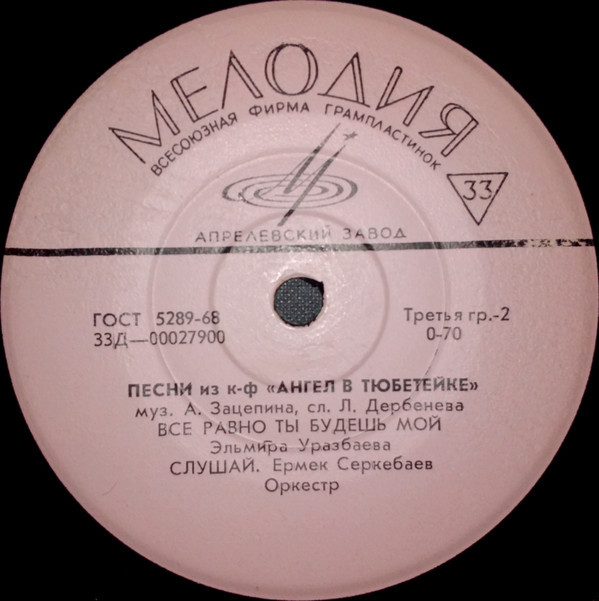 МЕЛОДИЯ
ВСЕСОЮЗНАЯ ФИРМА ГРАМПЛАСТИНОК
33
АПРЕЛЕВСКИЙ ЗАВОД
ГОСТ 5289-68
33Д—00027900
Третья гр.-2
0-70
ПЕСНИ из к-ф «АНГЕЛ В ТЮБЕТЕЙКЕ»
муз. А. Зацепина, сл. Л. Дербенева
ВСЕ РАВНО ТЫ БУДЕШЬ МОЙ
Эльмира Уразбаева
СЛУШАЙ. Ермек Серкебаев
Оркестр